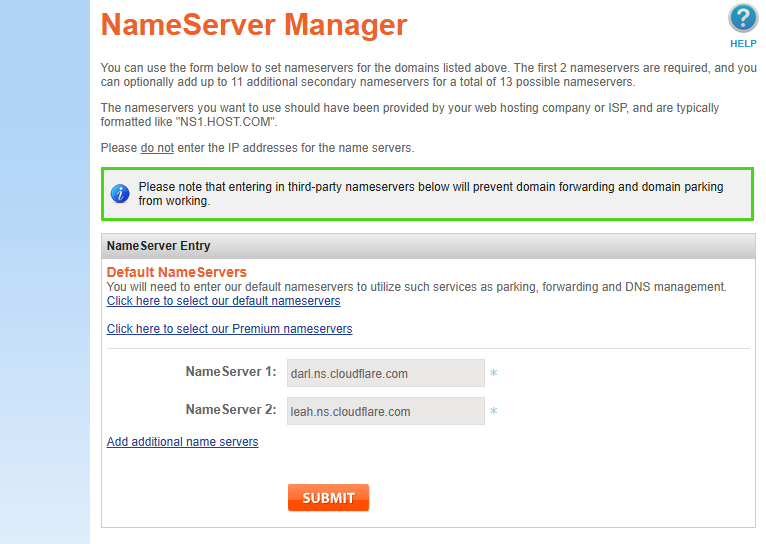 NameServer Manager
?
HELP
You can use the form below to set nameservers for the domains listed above. The first 2 nameservers are required, and you
can optionally add up to 11 additional secondary nameservers for a total of 13 possible nameservers.
The nameservers you want to use should have been provided by your web hosting company or ISP, and are typically
formatted like "NS1.HOST.COM".
Please do not enter the IP addresses for the name servers.
i
Please note that entering in third-party nameservers below will prevent domain forwarding and domain parking
from working.
NameServer Entry
Default NameServers
You will need to enter our default nameservers to utilize such services as parking, forwarding and DNS management.
Click here to select our default nameservers
Click here to select our Premium nameservers
NameServer 1: darl.ns.cloudflare.com *
NameServer 2: leah.ns.cloudflare.com *
Add additional name servers
SUBMIT